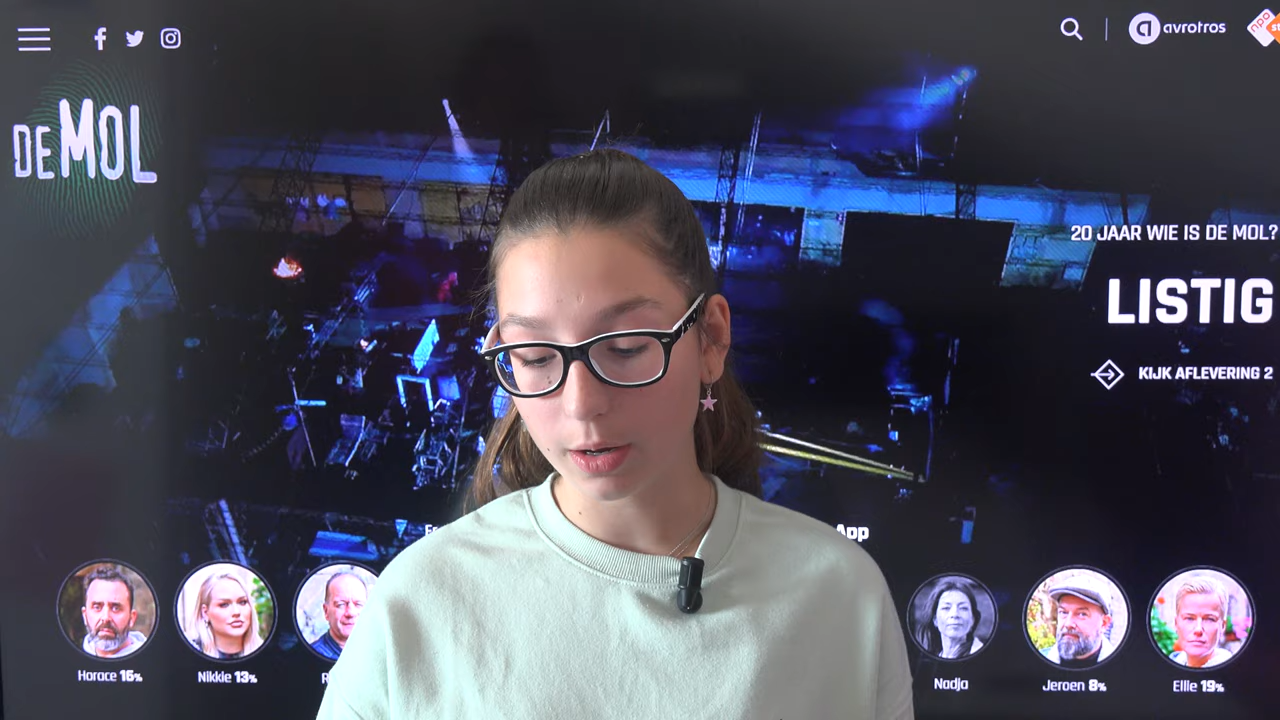 avrotros
npo
DE MOL
20 JAAR WIE IS DE MOL?
LISTIG
KIJK AFLEVERING 2
App
Horace 16%
Nikkie 13%
Nadja
Jeroen 8%
Ellie 19%